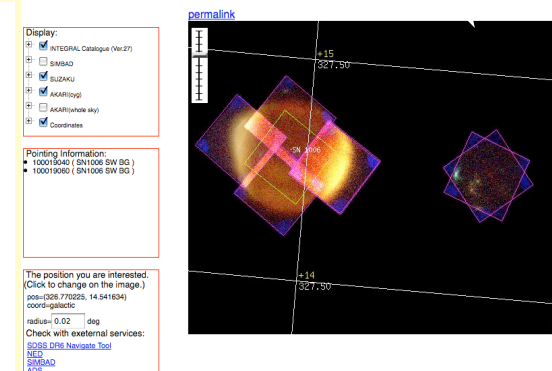 permalink
Display:
INTEGRAL Catalogue (Ver.27)
SIMBAD
SUZAKU
AKARI(cyg)
AKARI(whole sky)
Coordinates
Pointing Information:
100019040 ( SN1006 SW BG )
100019060 ( SN1006 SW BG )
The position you are interested.
(Click to change on the image.)
pos=(326.770225, 14.541634)
coord=galactic
radius= 0.02 deg
Check with exeternal services:
SDSS DR6 Navigate Tool
NED
SIMBAD
ADS
+15
327.50
SN 1006
+14
327.50